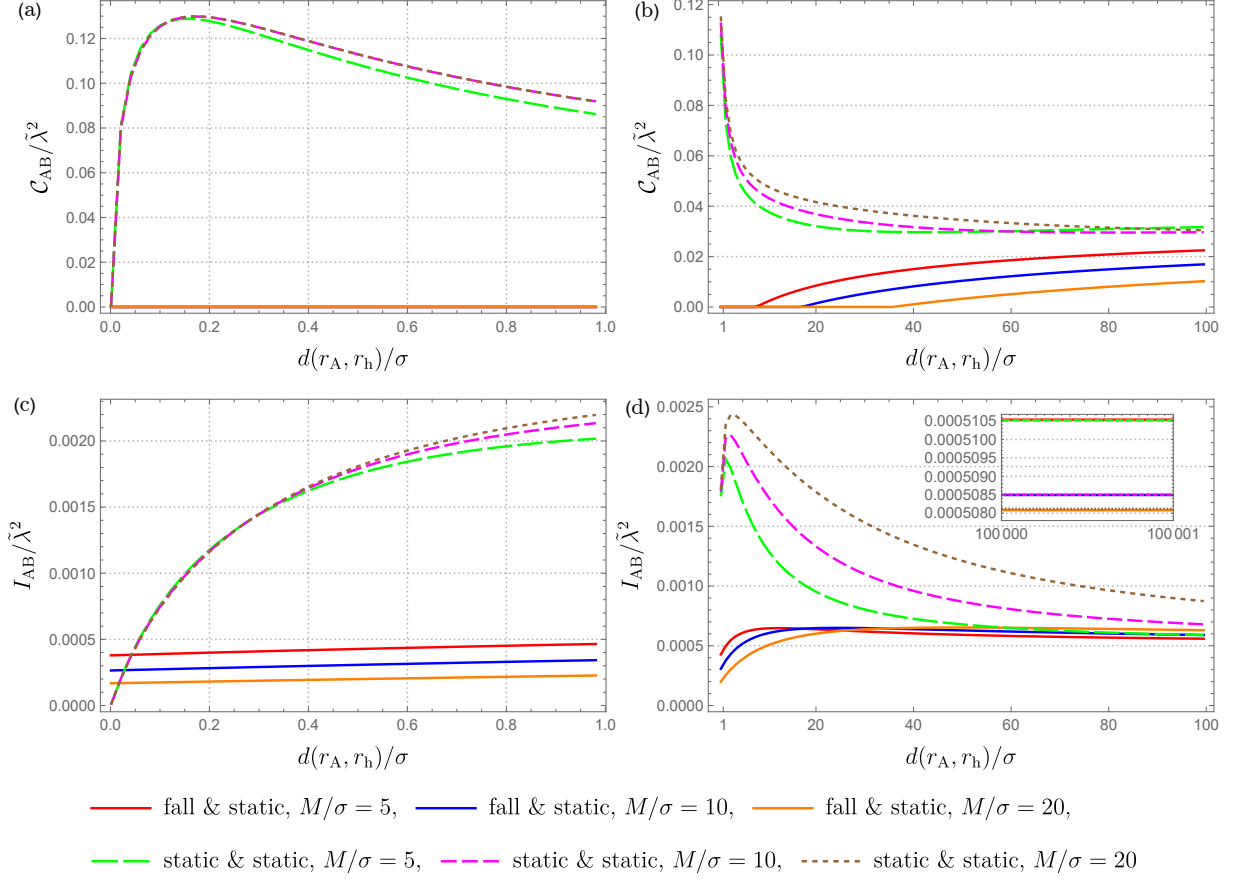 (a)
0.12
0.10
0.08
0.06
0.04
0.02
0.00
0.0 0.2 0.4 0.6 0.8 1.0
C_AB/λ̃²
d(r_A, r_h)/σ
(b)
0.12
0.10
0.08
0.06
0.04
0.02
0.00
1 20 40 60 80 100
C_AB/λ̃²
d(r_A, r_h)/σ
(c)
0.0020
0.0015
0.0010
0.0005
0.0000
0.0 0.2 0.4 0.6 0.8 1.0
I_AB/λ̃²
d(r_A, r_h)/σ
(d)
0.0025
0.0020
0.0015
0.0010
0.0005
0.0000
1 20 40 60 80 100
I_AB/λ̃²
d(r_A, r_h)/σ
0.0005105
0.0005100
0.0005095
0.0005090
0.0005085
0.0005080
100 000 100 001
fall & static, M/σ = 5, fall & static, M/σ = 10, fall & static, M/σ = 20,
static & static, M/σ = 5, static & static, M/σ = 10, static & static, M/σ = 20